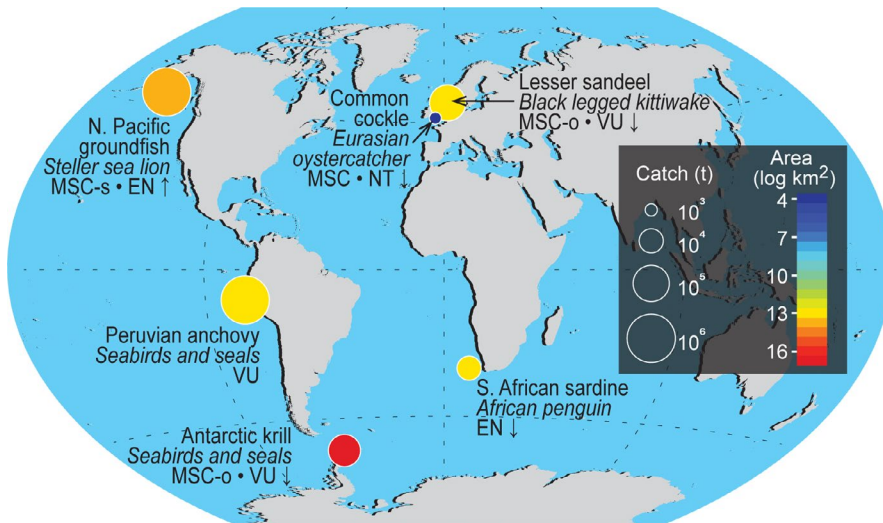 N. Pacific
groundfish
Steller sea lion
MSC-s • EN ↑
Common
cockle
Eurasian
oystercatcher
MSC • NT ↓
Lesser sandeel
Black legged kittiwake
MSC-o • VU ↓
Peruvian anchovy
Seabirds and seals
VU
S. African sardine
African penguin
EN ↓
Antarctic krill
Seabirds and seals
MSC-o • VU ↓
Catch (t)
10³
10⁴
10⁵
10⁶
Area
(log km²)
4
7
10
13
16